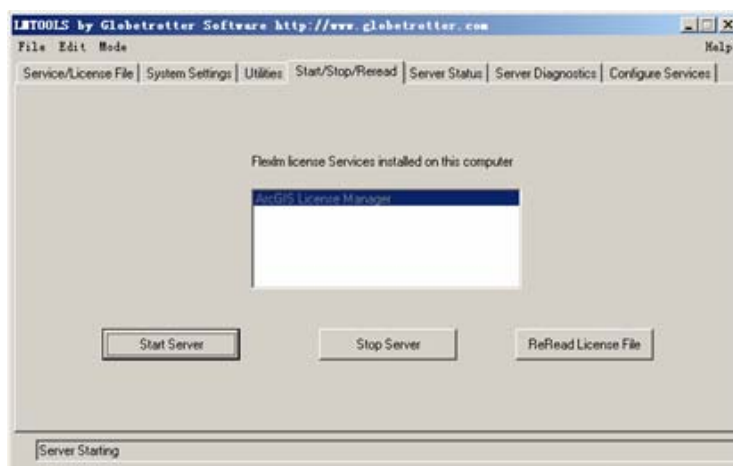 LMTOOLS by Globetrotter Software http://www.globetrotter.com
File Edit Mode Help
Service/License File System Settings Utilities Start/Stop/Reread Server Status Server Diagnostics Configure Services
Flexlm license Services installed on this computer
ArcGIS License Manager
Start Server Stop Server ReRead License File
Server Starting